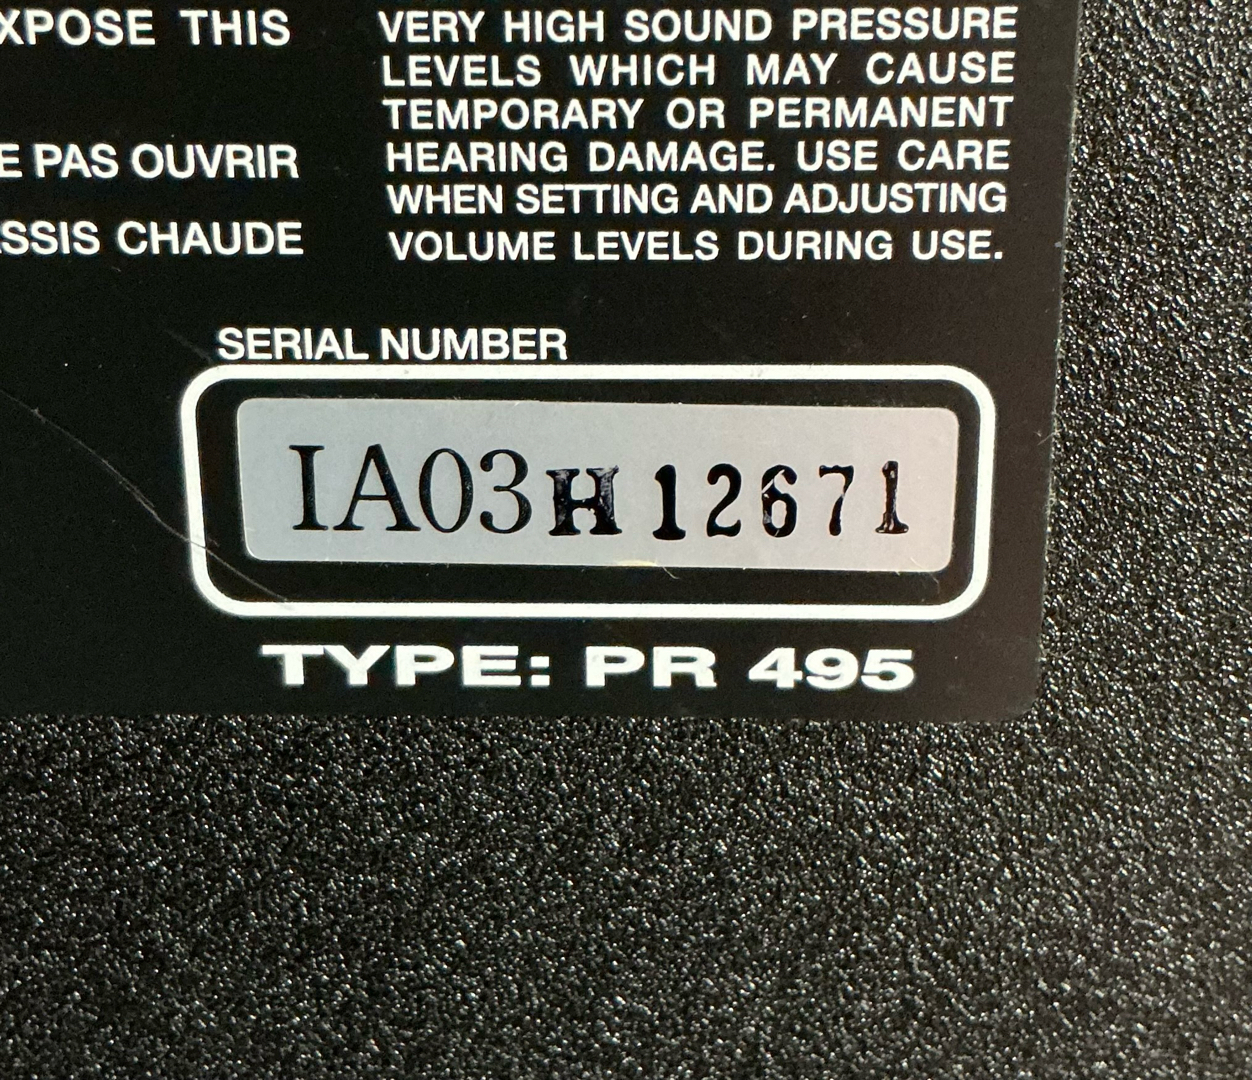 XPOSE THIS
E PAS OUVRIR
SSIS CHAUDE
VERY HIGH SOUND PRESSURE
LEVELS WHICH MAY CAUSE
TEMPORARY OR PERMANENT
HEARING DAMAGE. USE CARE
WHEN SETTING AND ADJUSTING
VOLUME LEVELS DURING USE.
SERIAL NUMBER
IA03H12671
TYPE: PR 495